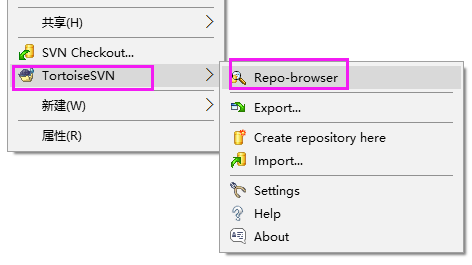 共享(H)
SVN Checkout...
TortoiseSVN
新建(W)
属性(R)
Repo-browser
Export...
Create repository here
Import...
Settings
Help
About